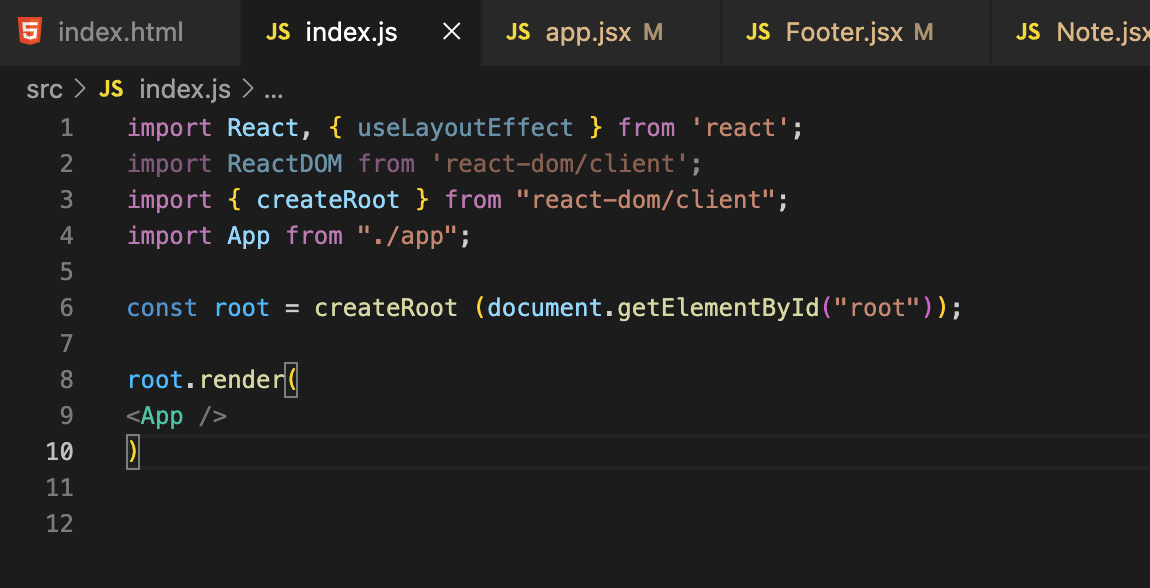 index.html JS index.js × JS app.jsx M JS Footer.jsx M JS Note.jsx
src > JS index.js > ...
1 import React, { useLayoutEffect } from 'react';
2 import ReactDOM from 'react-dom/client';
3 import { createRoot } from "react-dom/client";
4 import App from "./app";
5
6 const root = createRoot (document.getElementById("root"));
7
8 root.render(
9 <App />
10 )
11
12